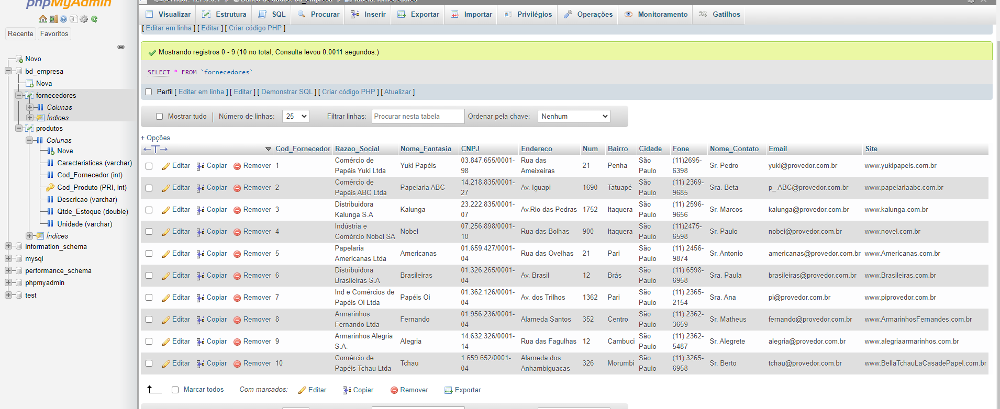 phpMyAdmin
Recente Favoritos
Novo
bd_empresa
Nova
fornecedores
Colunas
Índices
produtos
Colunas
Nova
Caracteristicas (varchar)
Cod_Fornecedor (int)
Cod_Produto (PRI, int)
Descricao (varchar)
Qtde_Estoque (double)
Unidade (varchar)
Índices
information_schema
mysql
performance_schema
phpmyadmin
test
Servidor: 127.0.0.1 » Banco de dados: bd_empresa » Tabela: fornecedores
Visualizar Estrutura SQL Procurar Inserir Exportar Importar Privilégios Operações Monitoramento Gatilhos
[ Editar em linha ] [ Editar ] [ Criar código PHP ]
Mostrando registros 0 - 9 (10 no total, Consulta levou 0.0011 segundos.)
SELECT * FROM `fornecedores`
Perfil [ Editar em linha ] [ Editar ] [ Demonstrar SQL ] [ Criar código PHP ] [ Atualizar ]
Mostrar tudo | Número de linhas: 25 Filtrar linhas: Procurar nesta tabela Ordenar pela chave: Nenhum
+ Opções
←T→ Cod_Fornecedor Razao_Social Nome_Fantasia CNPJ Endereco Num Bairro Cidade Fone Nome_Contato Email Site
Editar Copiar Remover 1 Comércio de Papéis Yuki Ltda Yuki Papéis 03.847.655/0001-98 Rua das Ameixeiras 21 Penha São Paulo (11)2695-6398 Sr. Pedro yuki@provedor.com.br www.yukipapeis.com.br
Editar Copiar Remover 2 Comércio de Papéis ABC Ltda Papelaria ABC 14.218.835/0001-27 Av. Iguapi 1690 Tatuapé São Paulo (11) 2369-9685 Sra. Beta p_ ABC@provedor.com.br www.papelariaabc.com.br
Editar Copiar Remover 3 Distribuidora Kalunga S.A Kalunga 23.222.835/0001-07 Av.Rio das Pedras 1752 Itaquera São Paulo (11) 2596-9656 Sr. Marcos kalunga@provedor.com.br www.kalunga.com.br
Editar Copiar Remover 4 Indústria e Comércio Nobel SA Nobel 07.256.898/0001-10 Rua das Bolhas 900 Itaquera São Paulo (11)2475-6598 Sr. Paulo nobei@provedor.com.br www.novel.com.br
Editar Copiar Remover 5 Papelaria Americanas Ltda Americanas 01.659.427/0001-04 Rua das Ovelhas 21 Pari São Paulo (11) 2456-9874 Sr. Antonio americanas@provedor.com.br www.Americanas.com.br
Editar Copiar Remover 6 Distribuidora Brasileiras S.A Brasileiras 01.326.265/0001-04 Av. Brasil 12 Brás São Paulo (11) 6598-6958 Sra. Paula brasileiras@provedor.com.br www.Brasileiras.com.br
Editar Copiar Remover 7 Ind e Comércios de Papéis Oi Ltda Papéis Oi 01.362.126/0001-04 Av. dos Trilhos 1362 Pari São Paulo (11) 2365-2154 Sra. Ana pi@provedor.com.br www.piprovedor.com.br
Editar Copiar Remover 8 Armarinhos Fernando Ltda Fernando 01.956.236/0001-04 Alameda Santos 352 Centro São Paulo (11) 2362-3659 Sr. Matheus fernando@provedor.com.br www.ArmarinhosFernandes.com.br
Editar Copiar Remover 9 Armarinhos Alegria S.A. Alegria 14.632.326/0001-14 Rua das Fagulhas 12 Cambuci São Paulo (11) 2362-5487 Sr. Alegrete alegria@provedor.com.br www.alegriaarmarinhos.com.br
Editar Copiar Remover 10 Comércio de Papéis Tchau Ltda Tchau 1.659.652/0001-04 Alameda dos Anhambiguacas 326 Morumbi São Paulo (11) 3265-6958 Sr. Berto tchau@provedor.com.br www.BellaTchauLaCasadePapel.com.br
Marcar todos Com marcados: Editar Copiar Remover Exportar